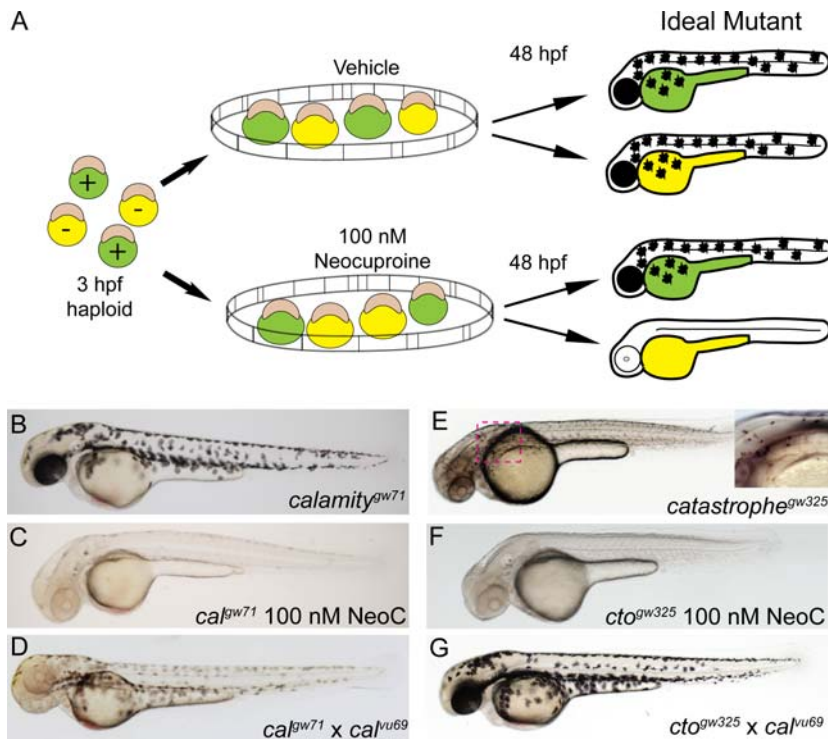 A
Ideal Mutant
Vehicle
48 hpf
+
-
-
+
3 hpf
haploid
100 nM
Neocuproine
48 hpf
B
calamity^gw71
C
cal^gw71 100 nM NeoC
D
cal^gw71 x cal^vu69
E
catastrophe^gw325
F
cto^gw325 100 nM NeoC
G
cto^gw325 x cal^vu69